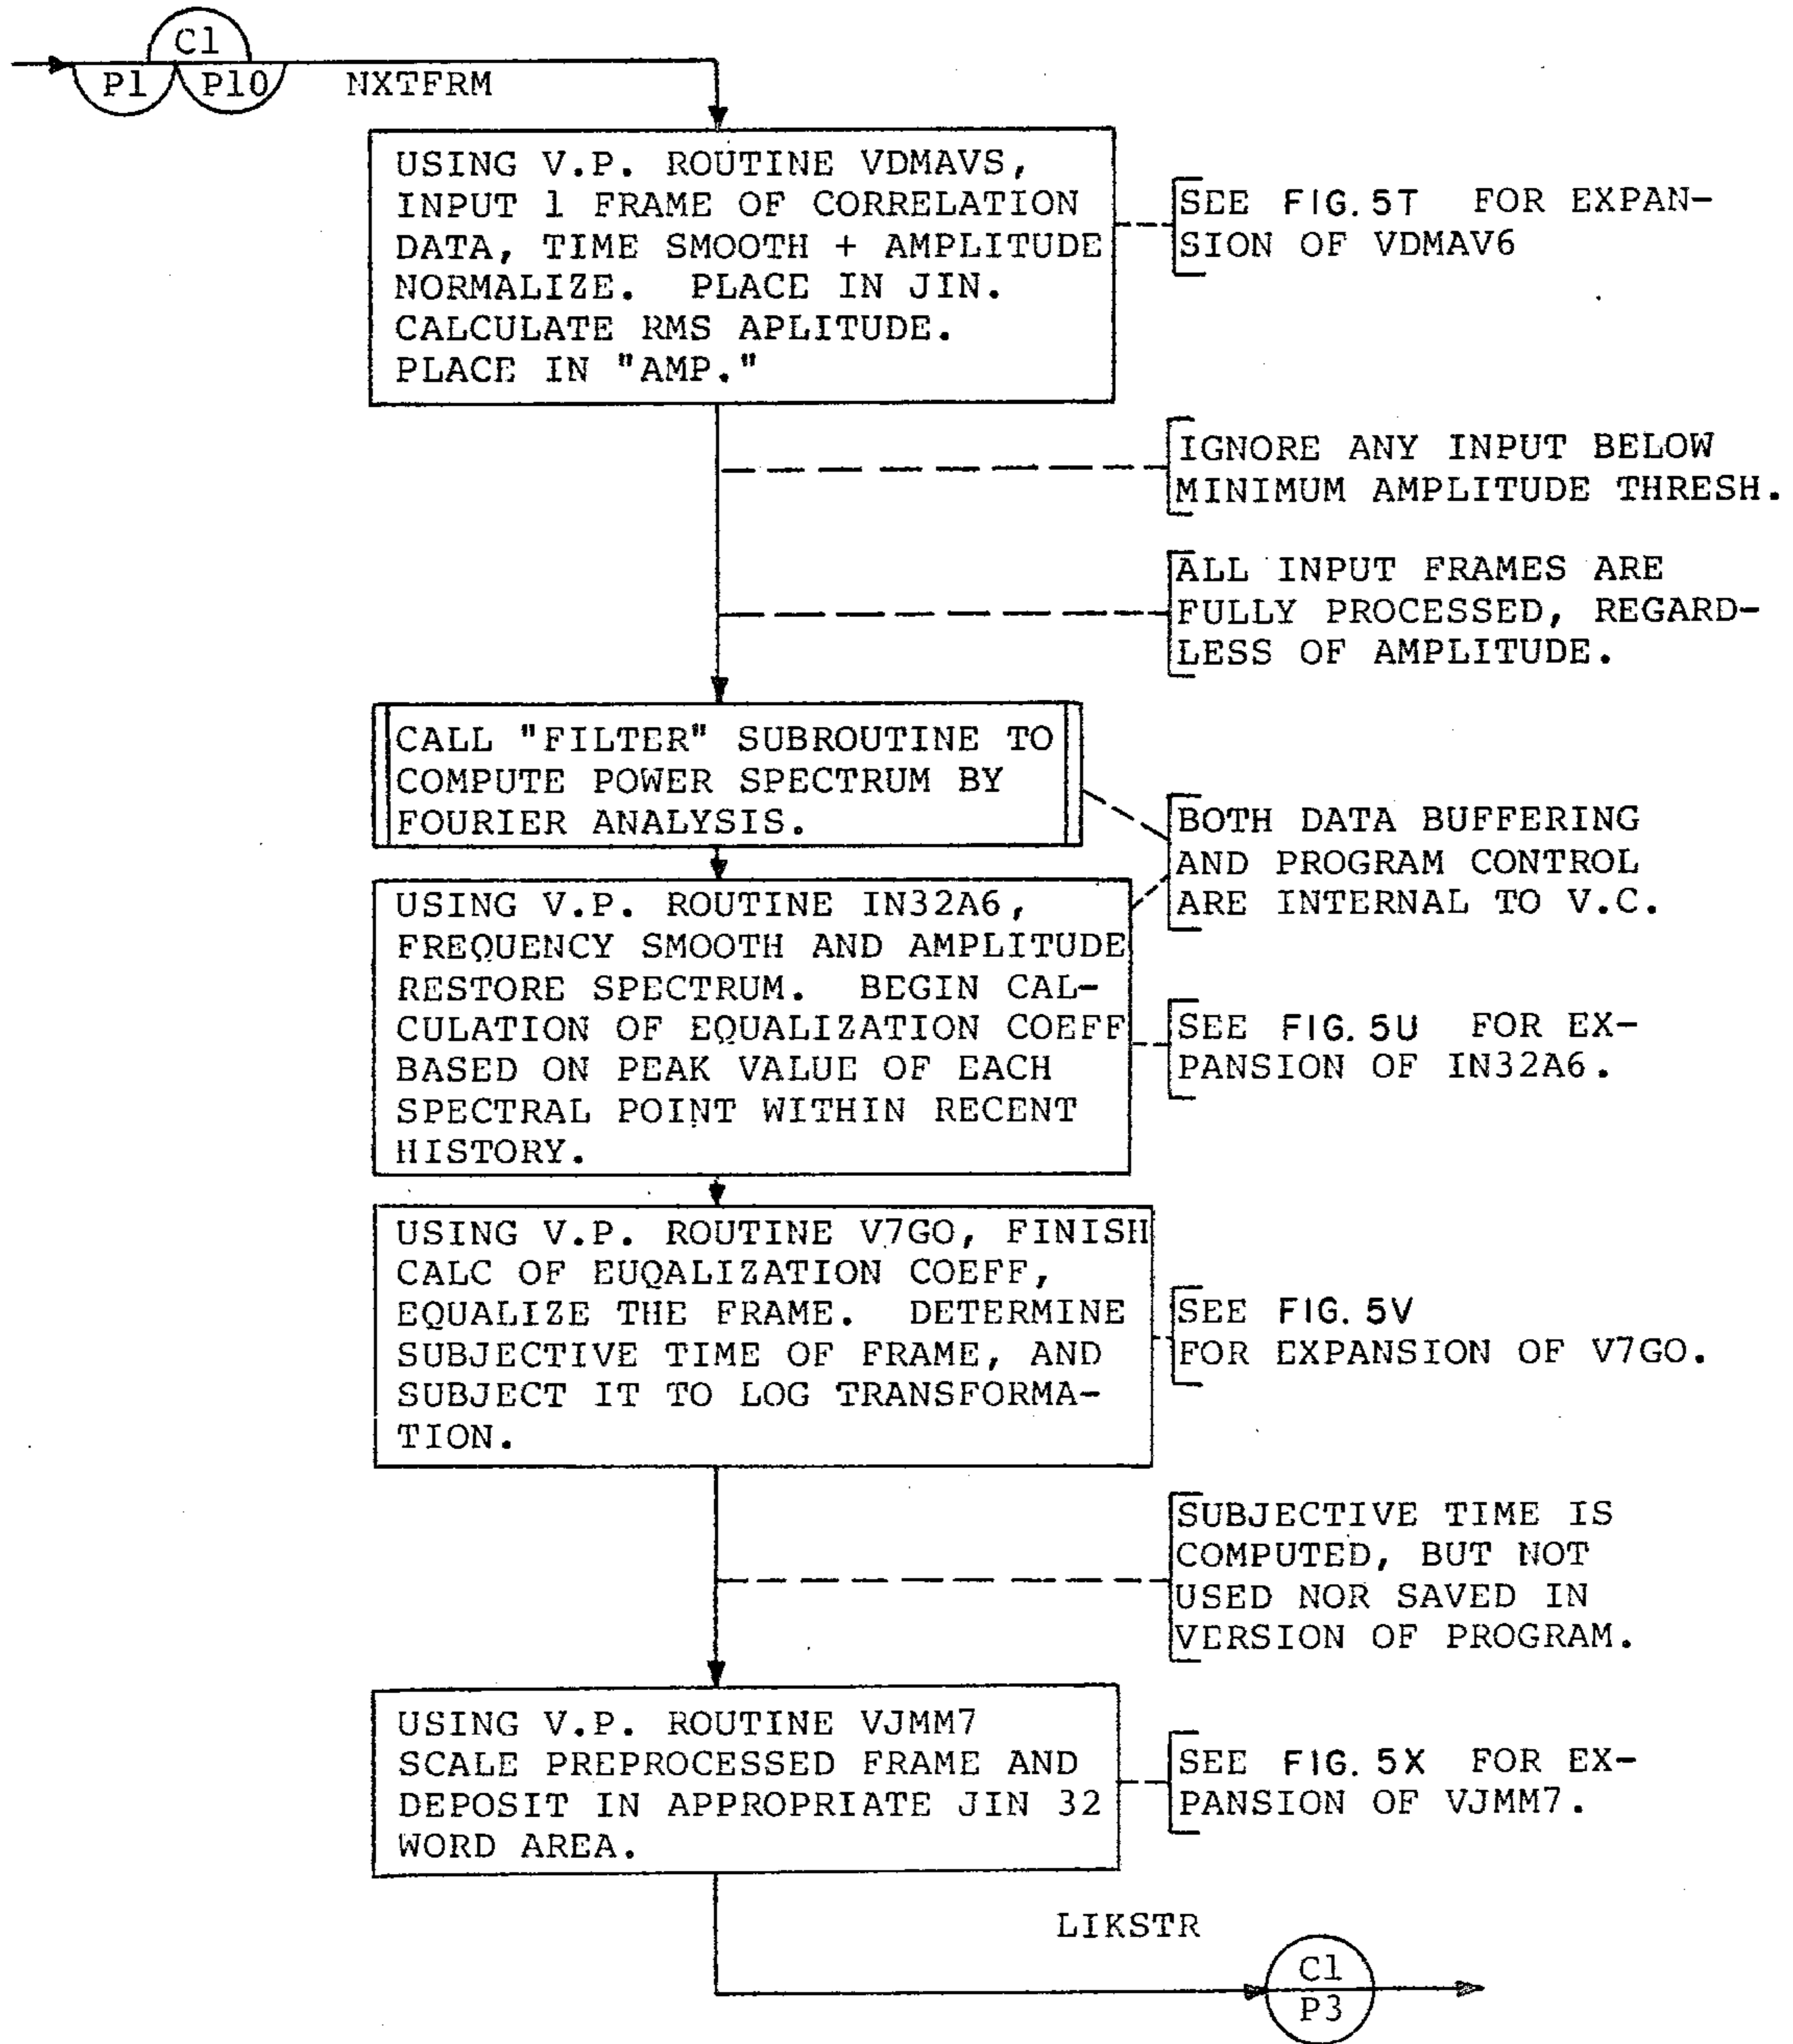 C1
P1 P10 NXTFRM
USING V.P. ROUTINE VDMAVS,
INPUT 1 FRAME OF CORRELATION
DATA, TIME SMOOTH + AMPLITUDE
NORMALIZE. PLACE IN JIN.
CALCULATE RMS APLITUDE.
PLACE IN "AMP."
SEE FIG. 5T FOR EXPAN-
SION OF VDMAV6
IGNORE ANY INPUT BELOW
MINIMUM AMPLITUDE THRESH.
ALL INPUT FRAMES ARE
FULLY PROCESSED, REGARD-
LESS OF AMPLITUDE.
CALL "FILTER" SUBROUTINE TO
COMPUTE POWER SPECTRUM BY
FOURIER ANALYSIS.
BOTH DATA BUFFERING
AND PROGRAM CONTROL
ARE INTERNAL TO V.C.
USING V.P. ROUTINE IN32A6,
FREQUENCY SMOOTH AND AMPLITUDE
RESTORE SPECTRUM. BEGIN CAL-
CULATION OF EQUALIZATION COEFF
BASED ON PEAK VALUE OF EACH
SPECTRAL POINT WITHIN RECENT
HISTORY.
SEE FIG. 5U FOR EX-
PANSION OF IN32A6.
USING V.P. ROUTINE V7GO, FINISH
CALC OF EUQALIZATION COEFF,
EQUALIZE THE FRAME. DETERMINE
SUBJECTIVE TIME OF FRAME, AND
SUBJECT IT TO LOG TRANSFORMA-
TION.
SEE FIG. 5V
FOR EXPANSION OF V7GO.
SUBJECTIVE TIME IS
COMPUTED, BUT NOT
USED NOR SAVED IN
VERSION OF PROGRAM.
USING V.P. ROUTINE VJMM7
SCALE PREPROCESSED FRAME AND
DEPOSIT IN APPROPRIATE JIN 32
WORD AREA.
SEE FIG. 5X FOR EX-
PANSION OF VJMM7.
LIKSTR
C1
P3